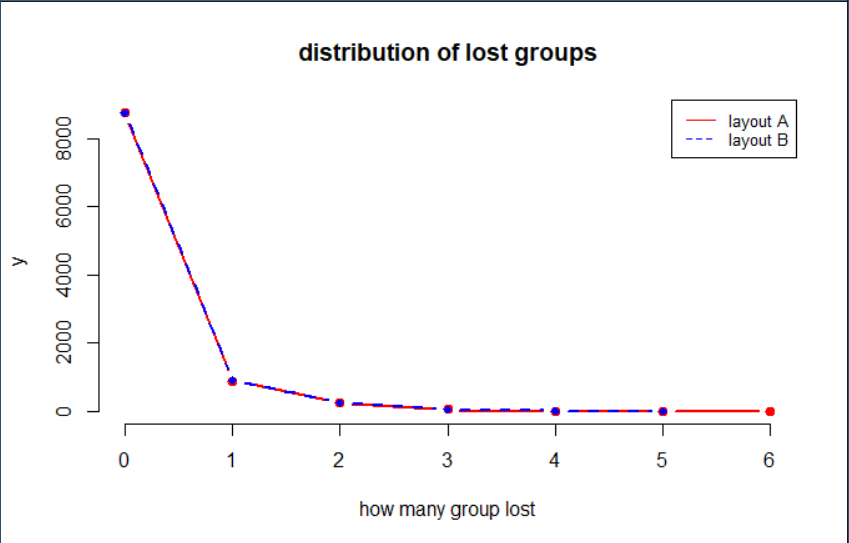 distribution of lost groups
layout A
layout B
8000
6000
4000
2000
0
y
0 1 2 3 4 5 6
how many group lost